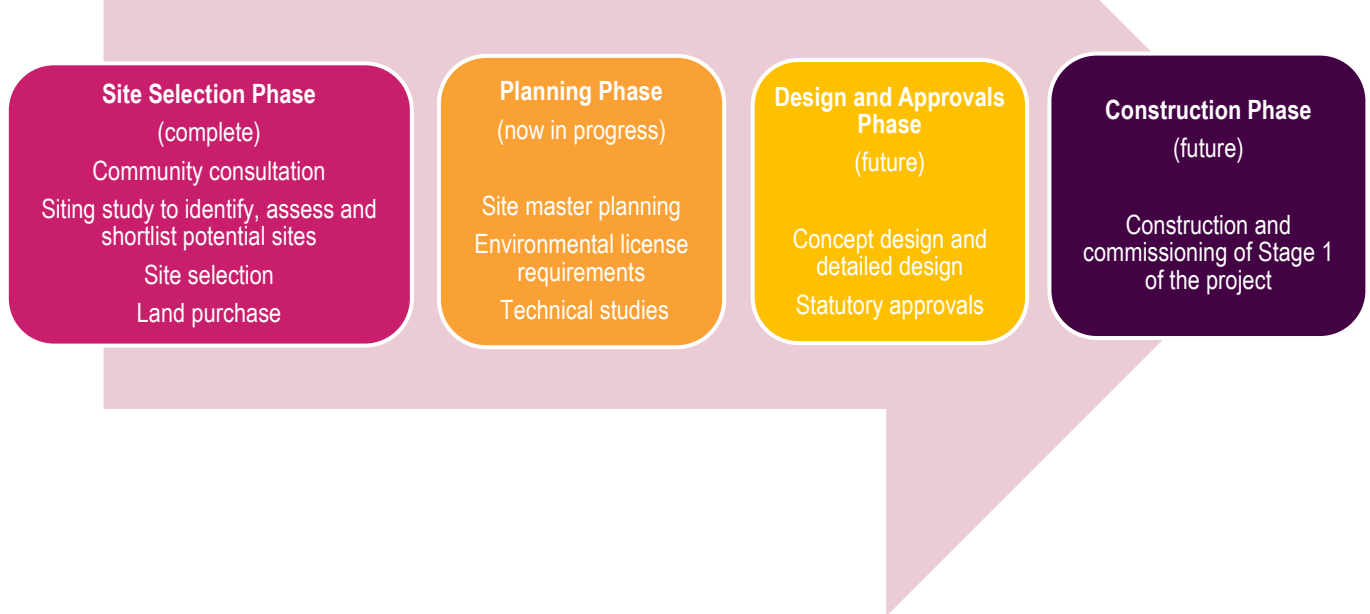 Site Selection Phase
(complete)
Community consultation
Siting study to identify, assess and
shortlist potential sites
Site selection
Land purchase
Planning Phase
(now in progress)
Site master planning
Environmental license
requirements
Technical studies
Design and Approvals
Phase
(future)
Concept design and
detailed design
Statutory approvals
Construction Phase
(future)
Construction and
commissioning of Stage 1
of the project